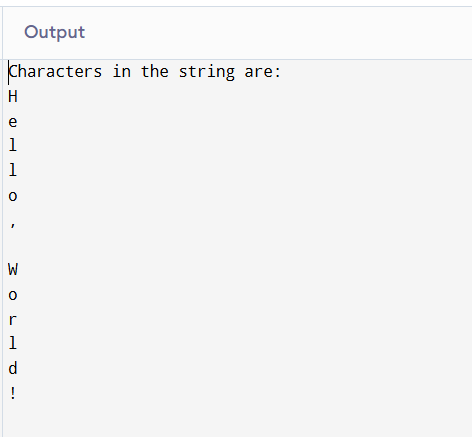 Output
Characters in the string are:
H
e
l
l
o
,

W
o
r
l
d
!